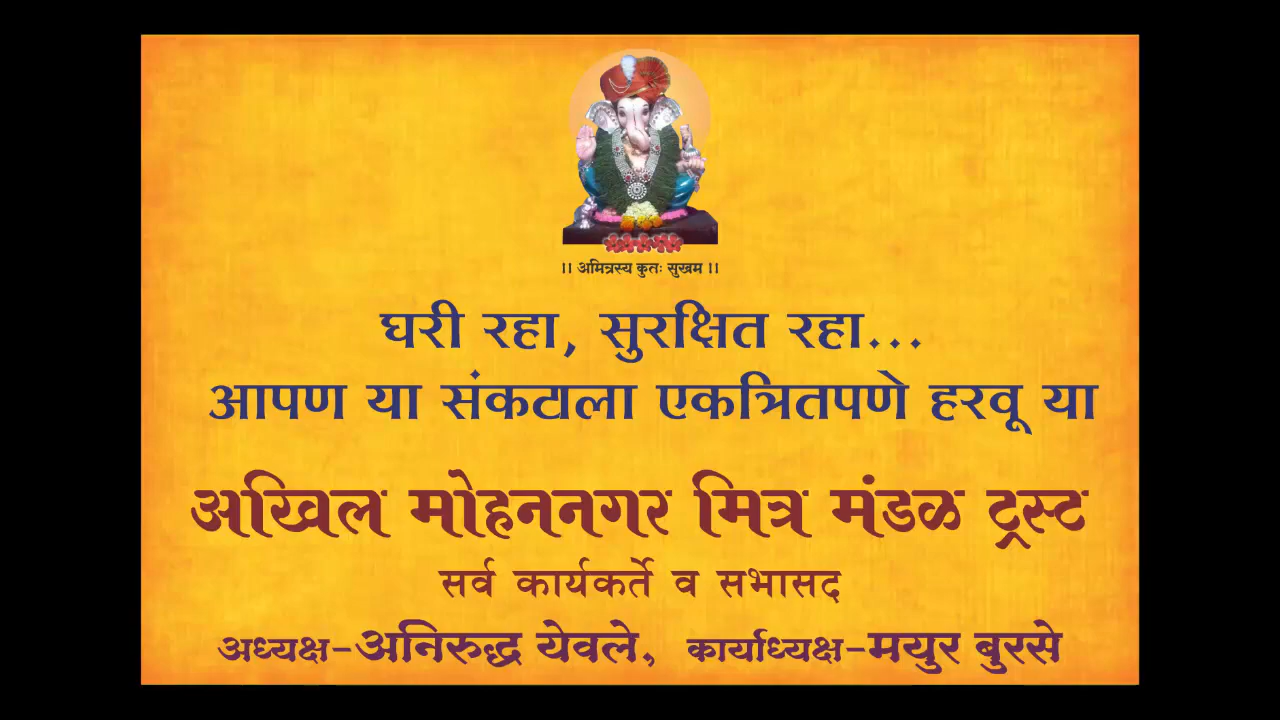 ।। अमित्रस्य कुतः सुखम ।।
घरी रहा, सुरक्षित रहा...
आपण या संकटाला एकत्रितपणे हरवू या
अखिल मोहननगर मित्र मंडळ ट्रस्ट
सर्व कार्यकर्ते व सभासद
अध्यक्ष-अनिरुद्ध येवले, कार्याध्यक्ष-मयुर बुरसे